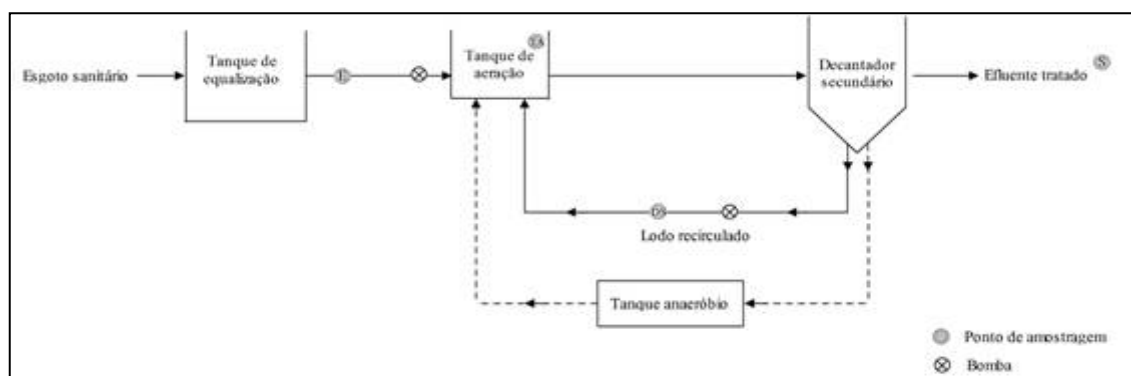 Esgoto sanitário
Tanque de
equalização
E
Tanque de
aeração
Decantador
secundário
Efluente tratado
S
Lodo recirculado
Tanque anaeróbio
Ponto de amostragem
Bomba